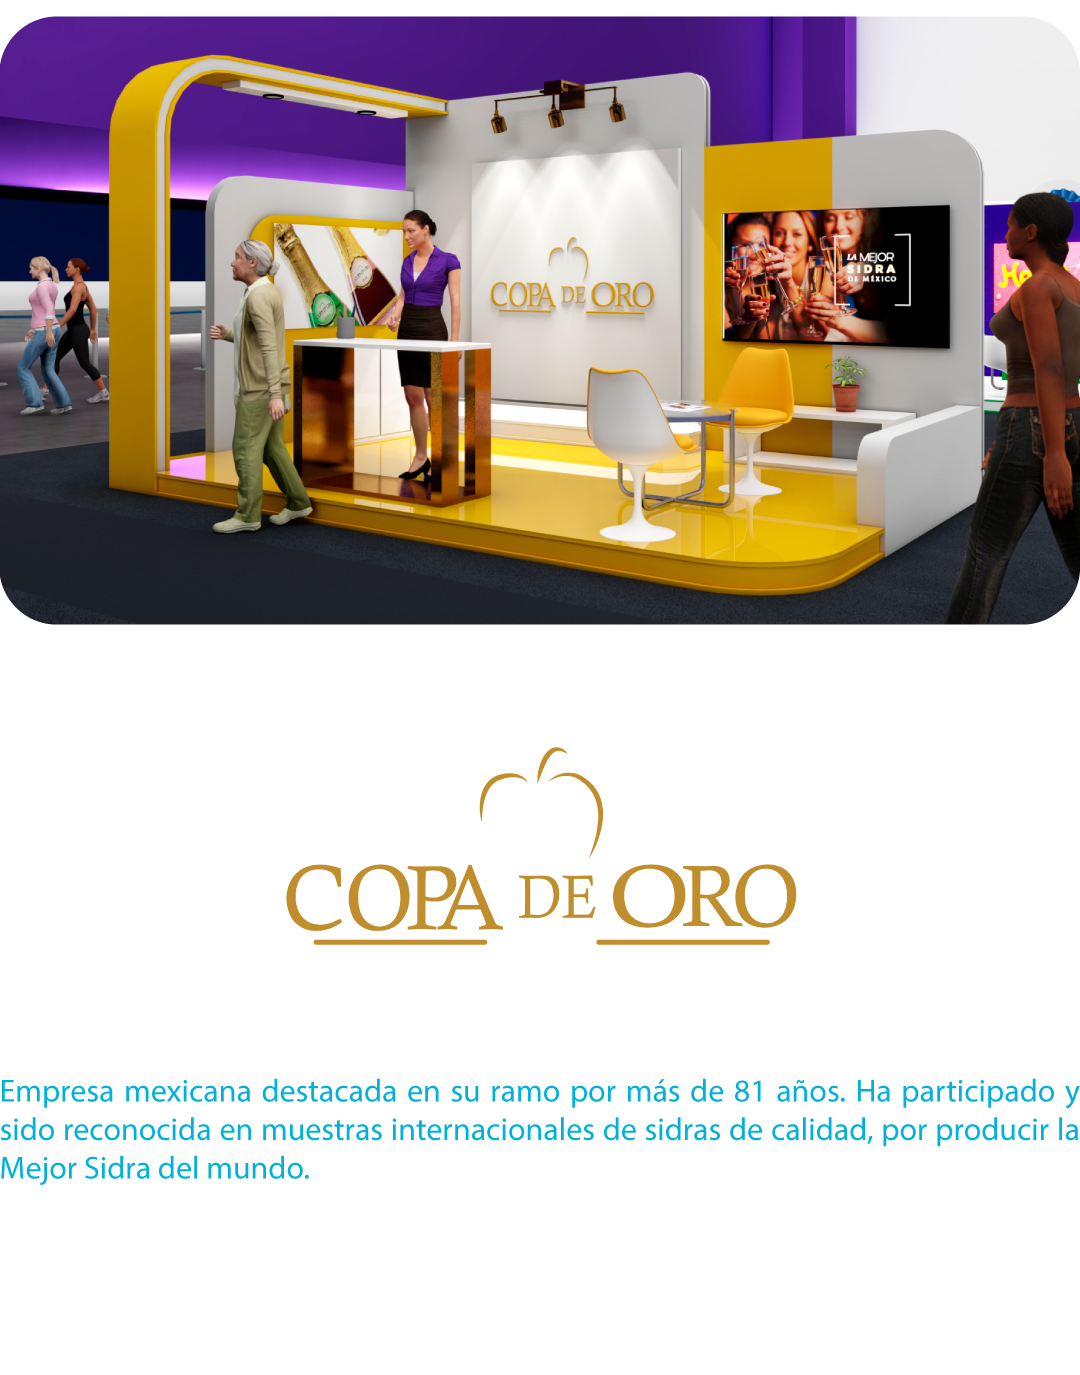 COPA DE ORO
LA MEJOR
SIDRA
DE MÉXICO
COPA DE ORO
Empresa mexicana destacada en su ramo por más de 81 años. Ha participado y
sido reconocida en muestras internacionales de sidras de calidad, por producir la
Mejor Sidra del mundo.